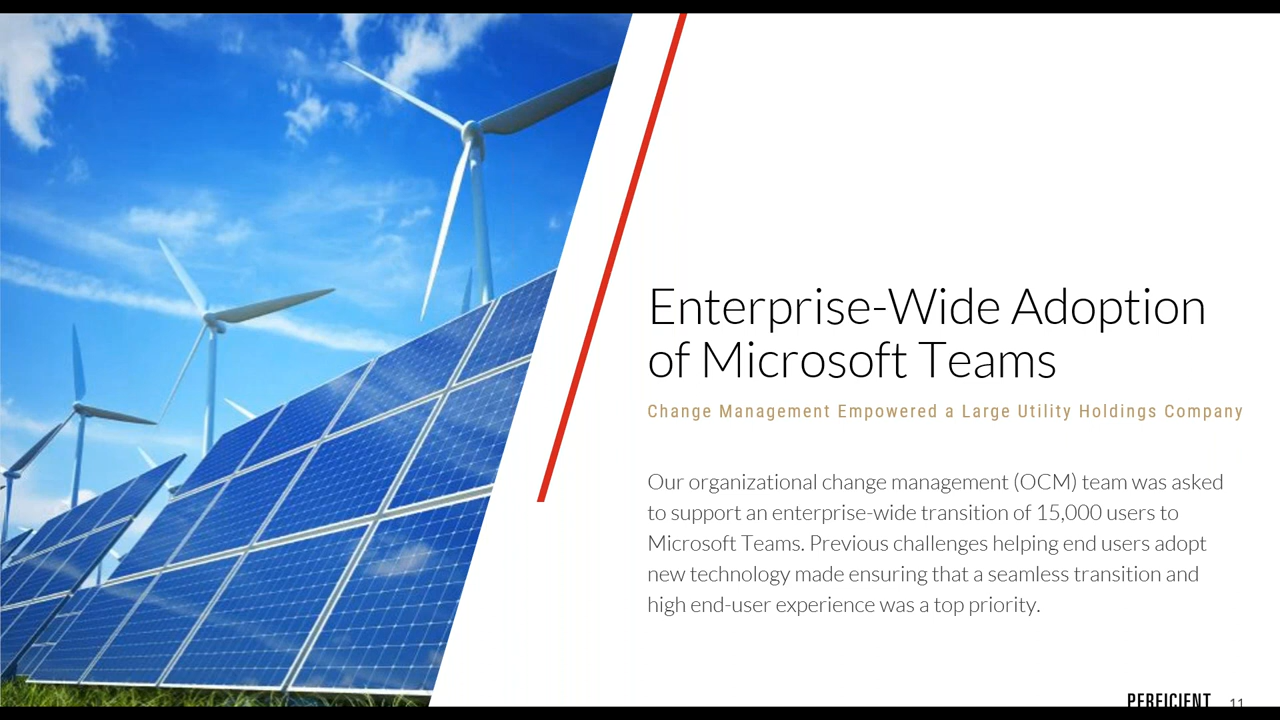 Enterprise-Wide Adoption
of Microsoft Teams
Change Management Empowered a Large Utility Holdings Company
Our organizational change management (OCM) team was asked
to support an enterprise-wide transition of 15,000 users to
Microsoft Teams. Previous challenges helping end users adopt
new technology made ensuring that a seamless transition and
high end-user experience was a top priority.
PERFICIENT 11